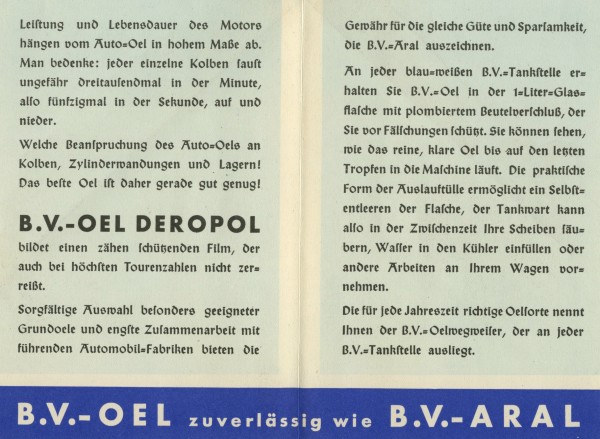 Leistung und Lebensdauer des Motors
hängen vom Auto=Oel in hohem Maße ab.
Man bedenke: jeder einzelne Kolben saust
ungefähr dreitausendmal in der Minute,
also fünfzigmal in der Sekunde, auf und
nieder.
Welche Beanspruchung des Auto=Oels an
Kolben, Zylinderwandungen und Lagern!
Das beste Oel ist daher gerade gut genug!
B.V.-OEL DEROPOL
bildet einen zähen schützenden Film, der
auch bei höchsten Tourenzahlen nicht zer=
reißt.
Sorgfältige Auswahl besonders geeigneter
Grundoele und engste Zusammenarbeit mit
führenden Automobil=Fabriken bieten die
Gewähr für die gleiche Güte und Sparsamkeit,
die B.V.=Aral auszeichnen.
An jeder blau=weißen B.V.=Tankstelle er=
halten Sie B.V.=Oel in der 1=Liter=Glas=
flasche mit plombiertem Beutelverschluß, der
Sie vor Fälschungen schützt. Sie können sehen,
wie das reine, klare Oel bis auf den letzten
Tropfen in die Maschine läuft. Die praktische
Form der Auslauftülle ermöglicht ein Selbst=
entleeren der Flasche, der Tankwart kann
also in der Zwischenzeit Ihre Scheiben säu=
bern, Wasser in den Kühler einfüllen oder
andere Arbeiten an Ihrem Wagen vor=
nehmen.
Die für jede Jahreszeit richtige Oelsorte nennt
Ihnen der B.V.=Oelwegweiser, der an jeder
B.V.=Tankstelle ausliegt.
B.V.-OEL zuverlässig wie B.V.-ARAL